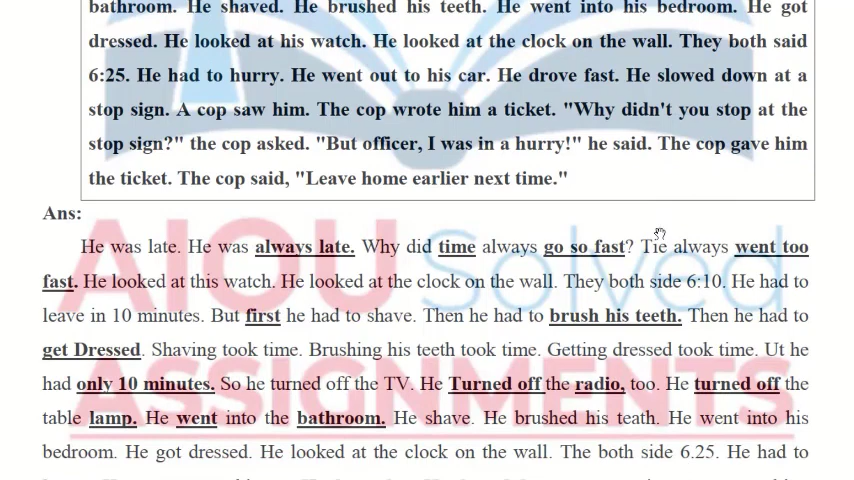 bathroom. He shaved. He brushed his teeth. He went into his bedroom. He got
dressed. He looked at his watch. He looked at the clock on the wall. They both said
6:25. He had to hurry. He went out to his car. He drove fast. He slowed down at a
stop sign. A cop saw him. The cop wrote him a ticket. "Why didn't you stop at the
stop sign?" the cop asked. "But officer, I was in a hurry!" he said. The cop gave him
the ticket. The cop said, "Leave home earlier next time."
Ans:
He was late. He was always late. Why did time always go so fast? Tie always went too
fast. He looked at this watch. He looked at the clock on the wall. They both side 6:10. He had to
leave in 10 minutes. But first he had to shave. Then he had to brush his teeth. Then he had to
get Dressed. Shaving took time. Brushing his teeth took time. Getting dressed took time. Ut he
had only 10 minutes. So he turned off the TV. He Turned off the radio, too. He turned off the
table lamp. He went into the bathroom. He shave. He brushed his teath. He went into his
bedroom. He got dressed. He looked at the clock on the wall. The both side 6.25. He had to
AIOU Solved
ASSIGNMENTS